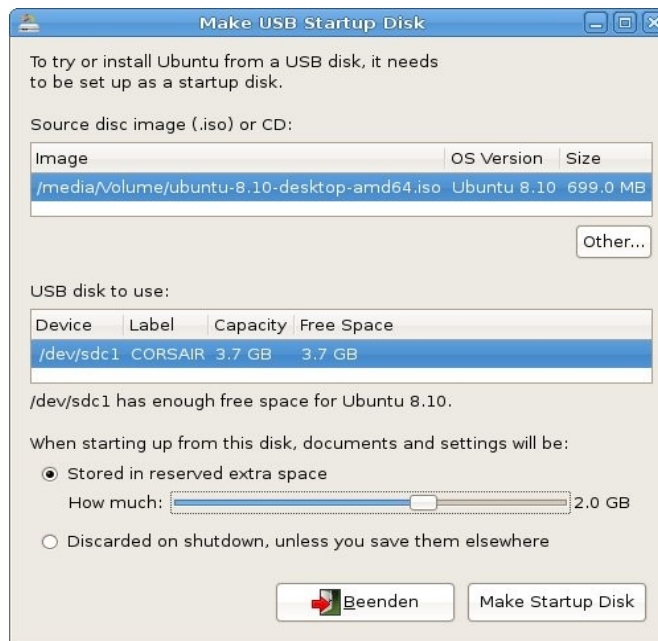 Make USB Startup Disk
To try or install Ubuntu from a USB disk, it needs
to be set up as a startup disk.
Source disc image (.iso) or CD:
Image OS Version Size
/media/Volume/ubuntu-8.10-desktop-amd64.iso Ubuntu 8.10 699.0 MB
Other...
USB disk to use:
Device Label Capacity Free Space
/dev/sdc1 CORSAIR 3.7 GB 3.7 GB
/dev/sdc1 has enough free space for Ubuntu 8.10.
When starting up from this disk, documents and settings will be:
Stored in reserved extra space
How much: 2.0 GB
Discarded on shutdown, unless you save them elsewhere
Beenden Make Startup Disk